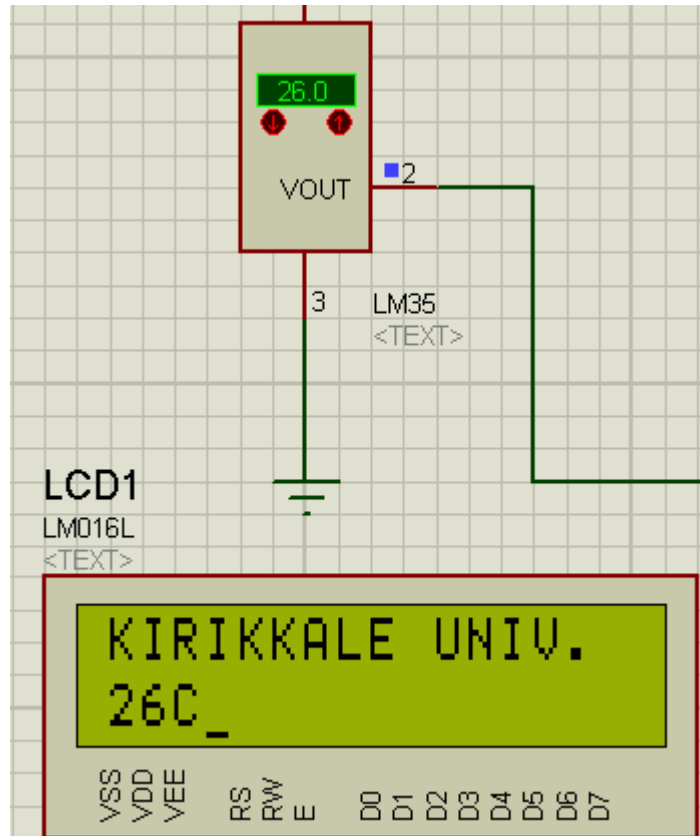 26.0
VOUT
2
3
LM35
<TEXT>
LCD1
LM016L
<TEXT>
KIRIKKALE UNIV.
26C_
VSS
VDD
VEE
RS
RW
E
D0
D1
D2
D3
D4
D5
D6
D7